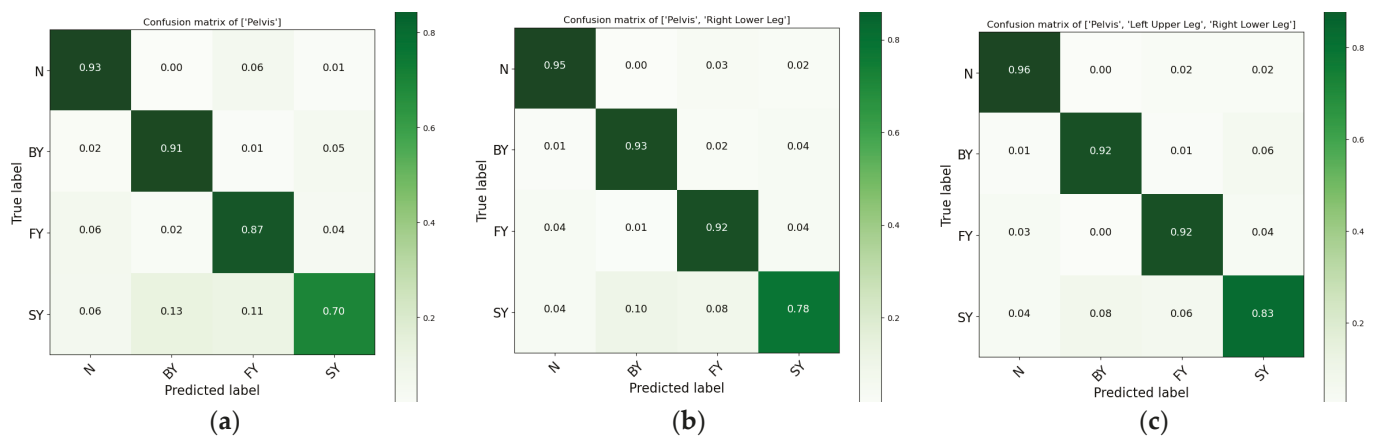 Confusion matrix of ['Pelvis']
True label
N 0.93 0.00 0.06 0.01
BY 0.02 0.91 0.01 0.05
FY 0.06 0.02 0.87 0.04
SY 0.06 0.13 0.11 0.70
N BY FY SY
Predicted label
0.8
0.6
0.4
0.2
(a)
Confusion matrix of ['Pelvis', 'Right Lower Leg']
True label
N 0.95 0.00 0.03 0.02
BY 0.01 0.93 0.02 0.04
FY 0.04 0.01 0.92 0.04
SY 0.04 0.10 0.08 0.78
N BY FY SY
Predicted label
0.8
0.6
0.4
0.2
(b)
Confusion matrix of ['Pelvis', 'Left Upper Leg', 'Right Lower Leg']
True label
N 0.96 0.00 0.02 0.02
BY 0.01 0.92 0.01 0.06
FY 0.03 0.00 0.92 0.04
SY 0.04 0.08 0.06 0.83
N BY FY SY
Predicted label
0.8
0.6
0.4
0.2
(c)